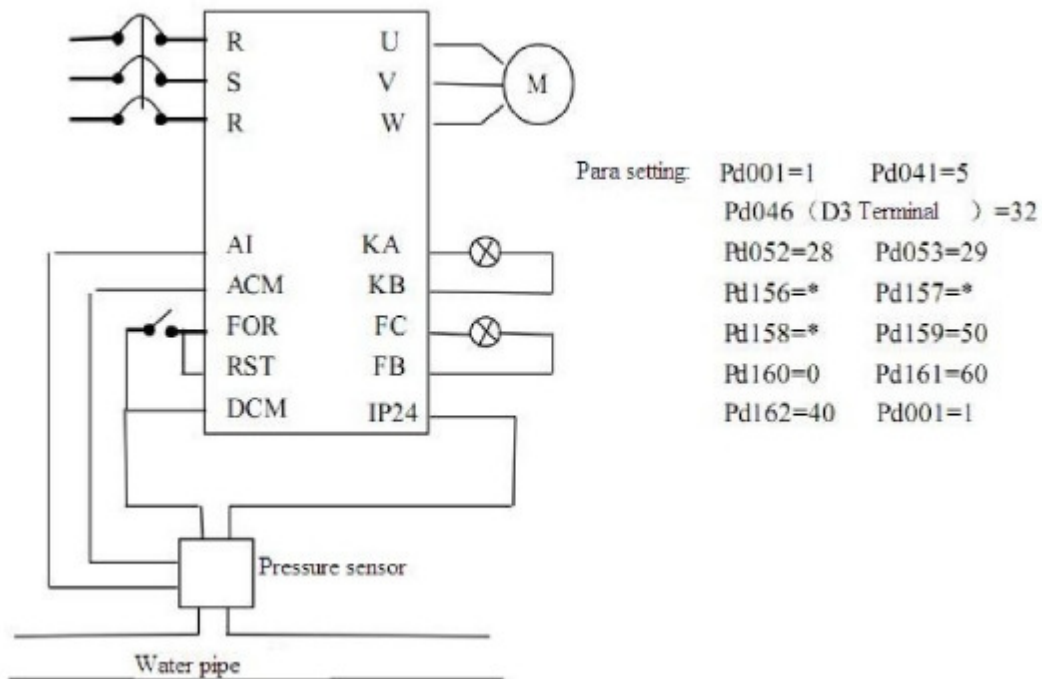 R U
S V M
R W
Para setting: Pd001=1 Pd041=5
Pd046 (D3 Terminal ) =32
AI KA Pd052=28 Pd053=29
ACM KB Pd156=* Pd157=*
FOR FC Pd158=* Pd159=50
RST FB Pd160=0 Pd161=60
DCM IP24 Pd162=40 Pd001=1
Pressure sensor
Water pipe